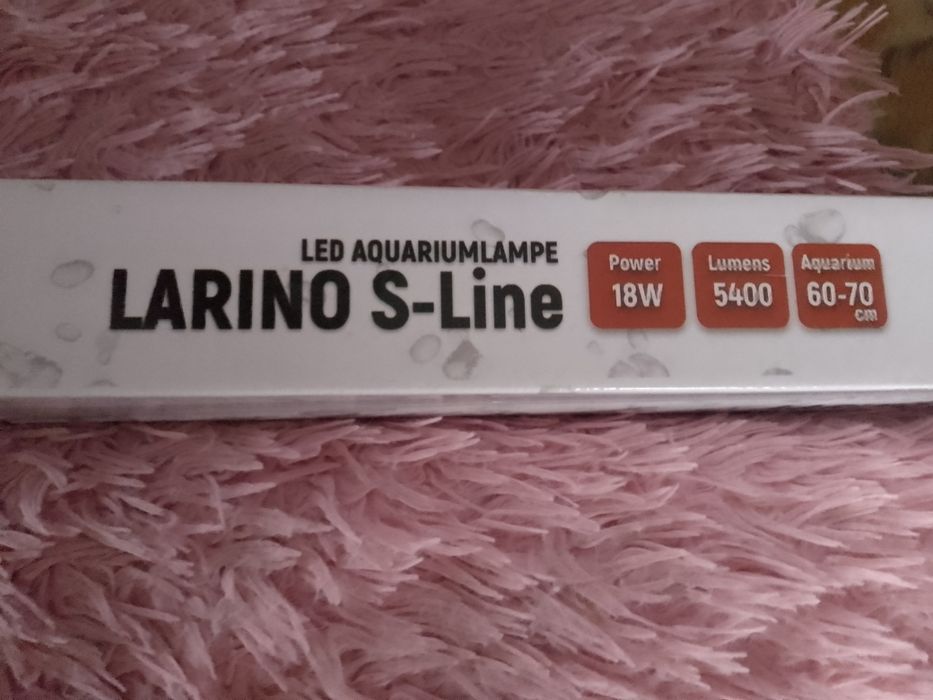 LED AQUARIUMLAMPE
LARINO S-Line
Power
18W
Lumens
5400
Aquarium
60-70
cm